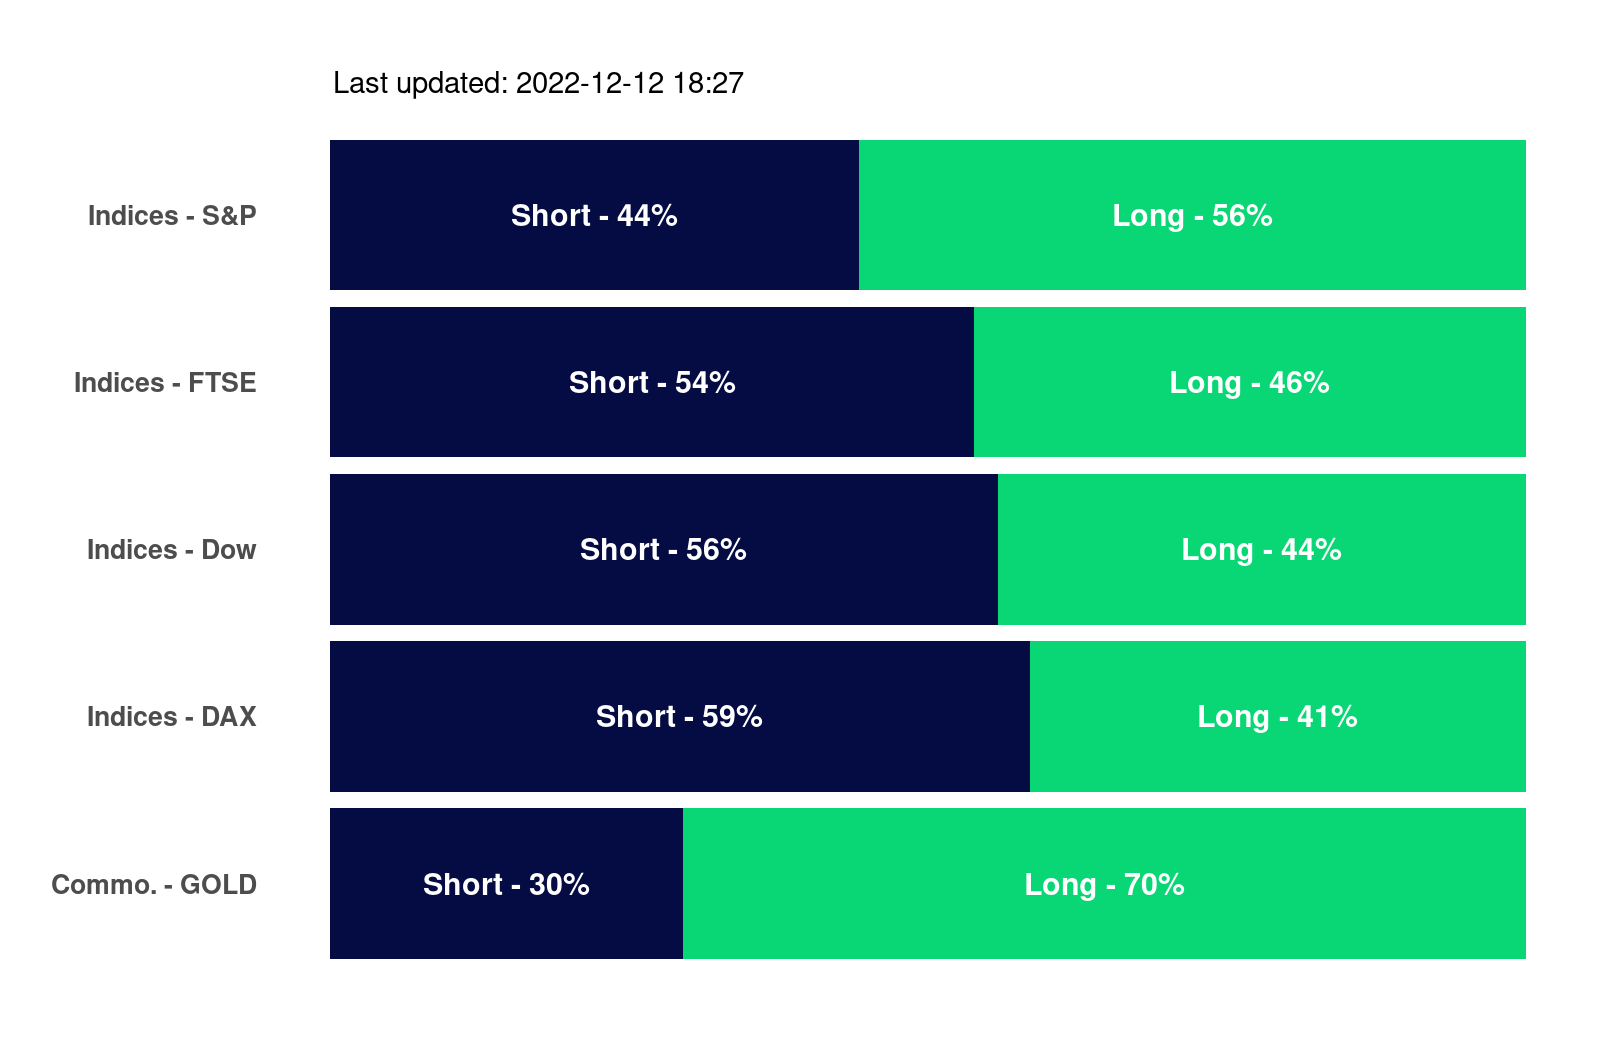 Last updated: 2022-12-12 18:27
Indices - S&P Short - 44% Long - 56%
Indices - FTSE Short - 54% Long - 46%
Indices - Dow Short - 56% Long - 44%
Indices - DAX Short - 59% Long - 41%
Commo. - GOLD Short - 30% Long - 70%